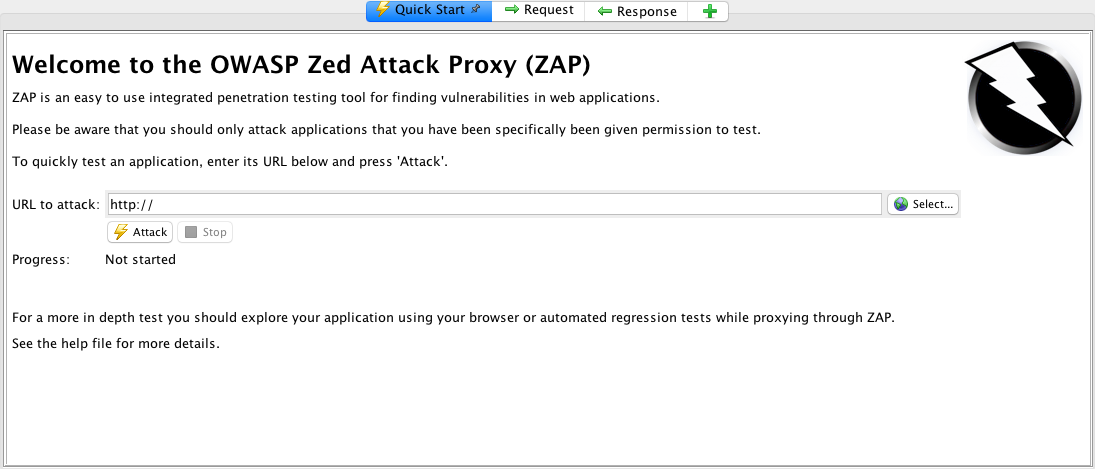 Quick Start
Request
Response
Welcome to the OWASP Zed Attack Proxy (ZAP)
ZAP is an easy to use integrated penetration testing tool for finding vulnerabilities in web applications.
Please be aware that you should only attack applications that you have been specifically been given permission to test.
To quickly test an application, enter its URL below and press 'Attack'.
URL to attack: http:// Select...
Attack Stop
Progress: Not started
For a more in depth test you should explore your application using your browser or automated regression tests while proxying through ZAP.
See the help file for more details.